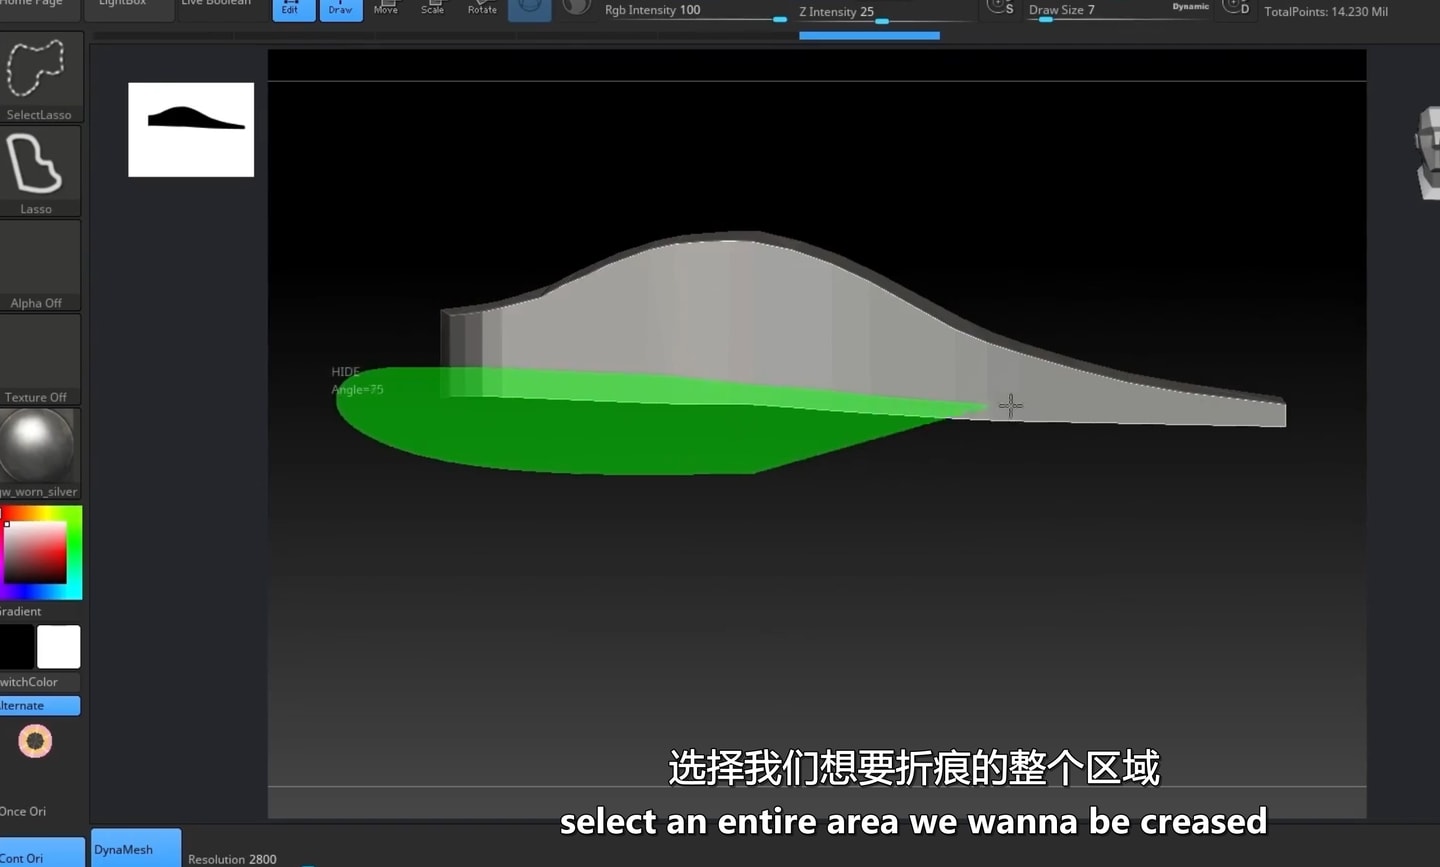 Home Page
LightBox
Live Boolean
Edit
Draw
Move
Scale
Rotate
Rgb Intensity 100
Z Intensity 25
S
Draw Size 7
Dynamic
D
TotalPoints: 14.230 Mil
SelectLasso
Lasso
Alpha Off
Texture Off
gw_worn_silver
Gradient
witchColor
lternate
Once Ori
Cont Ori
DynaMesh
Resolution 2800
HIDE
Angle=75
选择我们想要折痕的整个区域
select an entire area we wanna be creased